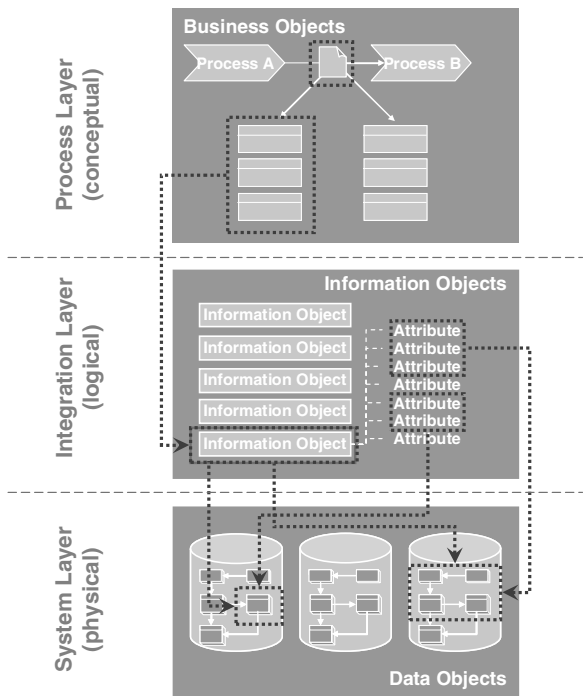 Process Layer
(conceptual)
Business Objects
Process A
Process B
Integration Layer
(logical)
Information Objects
Information Object
Information Object
Information Object
Information Object
Information Object
Attribute
Attribute
Attribute
Attribute
Attribute
Attribute
Attribute
System Layer
(physical)
Data Objects